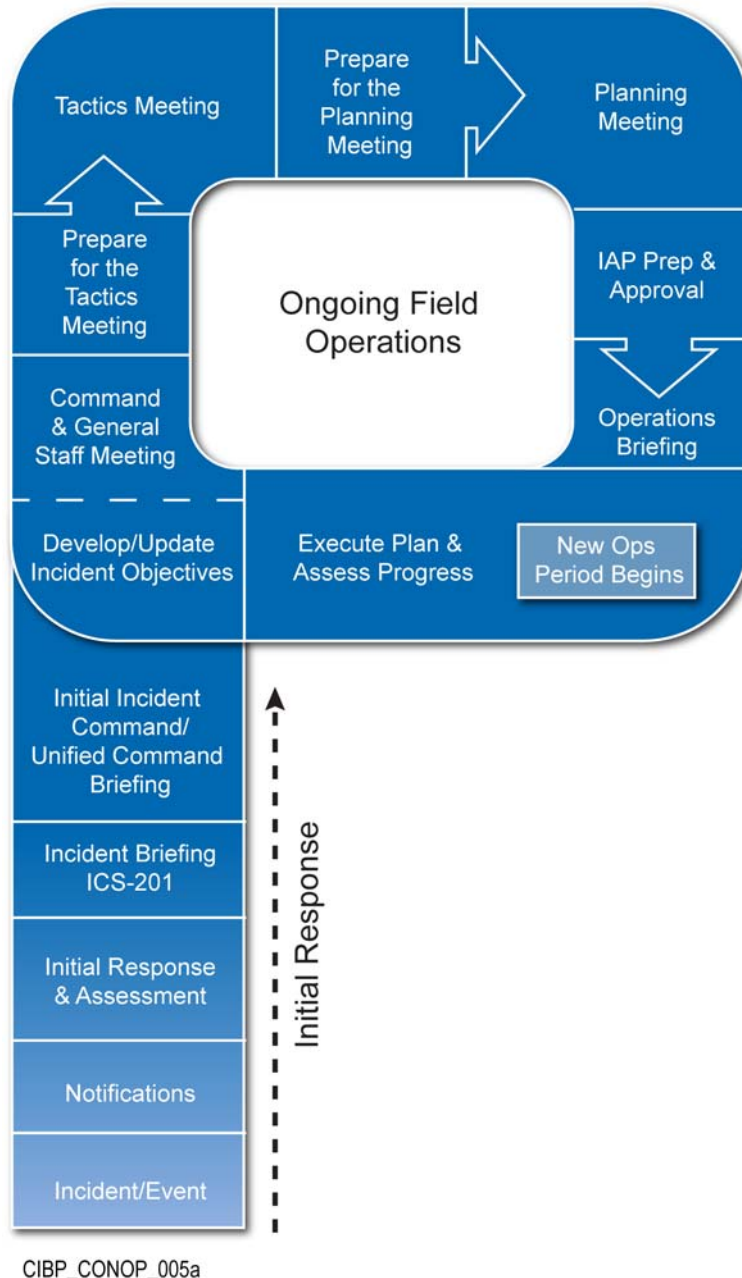 Tactics Meeting
Prepare
for the
Planning
Meeting
Planning
Meeting
Prepare
for the
Tactics
Meeting
Ongoing Field
Operations
IAP Prep &
Approval
Command
& General
Staff Meeting
Operations
Briefing
Develop/Update
Incident Objectives
Execute Plan &
Assess Progress
New Ops
Period Begins
Initial Incident
Command/
Unified Command
Briefing
Incident Briefing
ICS-201
Initial Response
& Assessment
Notifications
Incident/Event
Initial Response
CIBP_CONOP_005a